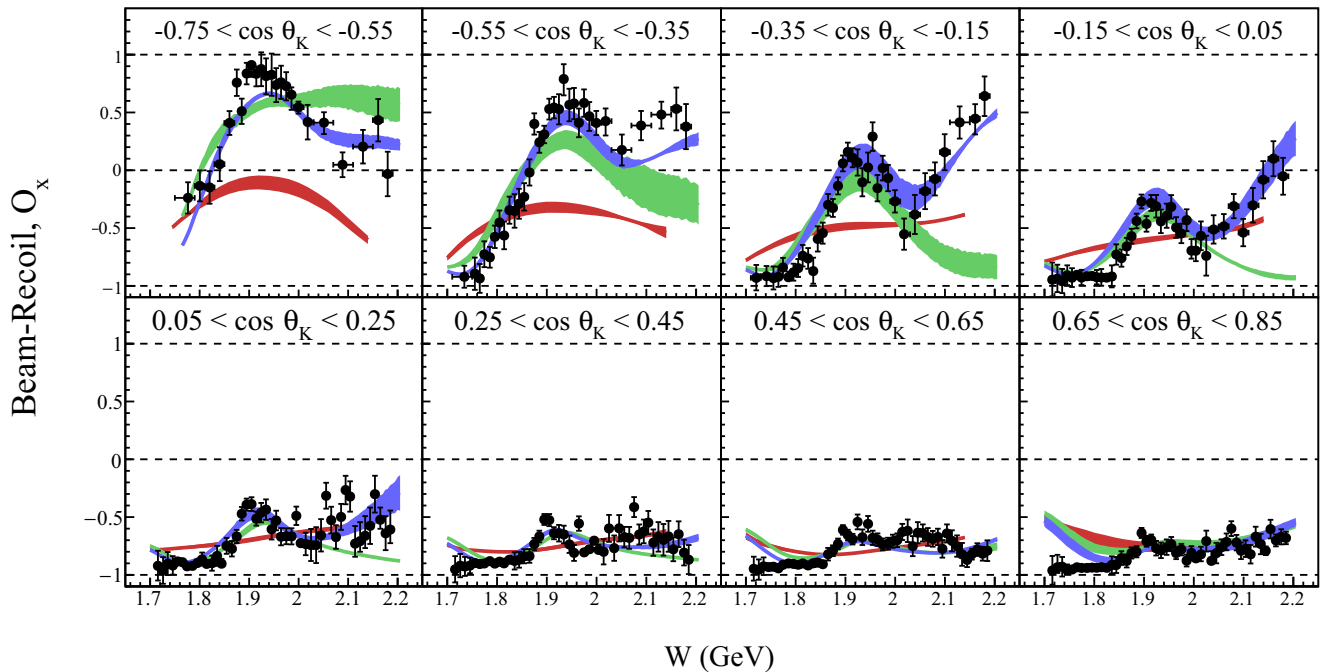 -0.75 < cos θ_K < -0.55
-0.55 < cos θ_K < -0.35
-0.35 < cos θ_K < -0.15
-0.15 < cos θ_K < 0.05
1
0.5
0
−0.5
−1
0.05 < cos θ_K < 0.25
0.25 < cos θ_K < 0.45
0.45 < cos θ_K < 0.65
0.65 < cos θ_K < 0.85
1
0.5
0
−0.5
−1
1.7 1.8 1.9 2 2.1 2.2
1.7 1.8 1.9 2 2.1 2.2
1.7 1.8 1.9 2 2.1 2.2
1.7 1.8 1.9 2 2.1 2.2
Beam-Recoil, O_x
W (GeV)